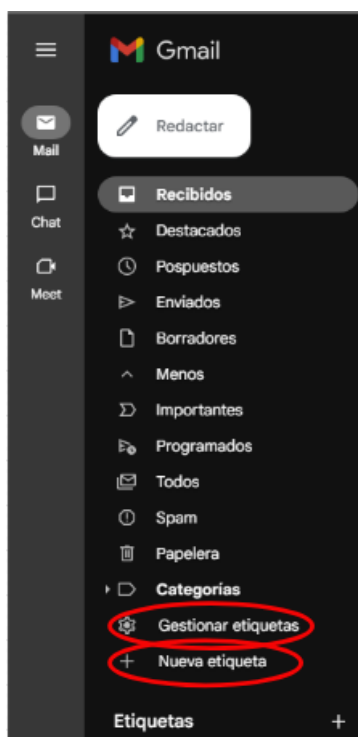 Gmail
Redactar
Mail
Recibidos
Chat
Destacados
Pospuestos
Meet
Enviados
Borradores
Menos
Importantes
Programados
Todos
Spam
Papelera
Categorías
Gestionar etiquetas
Nueva etiqueta
Etiquetas +